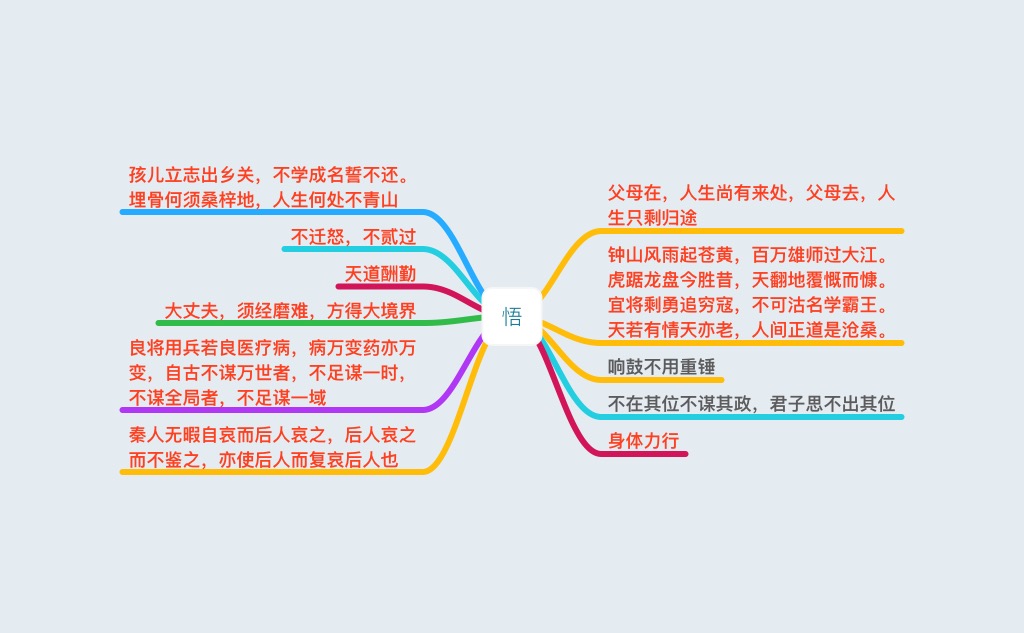 孩儿立志出乡关，不学成名誓不还。
埋骨何须桑梓地，人生何处不青山
不迁怒，不贰过
天道酬勤
大丈夫，须经磨难，方得大境界
良将用兵若良医疗病，病万变药亦万
变，自古不谋万世者，不足谋一时，
不谋全局者，不足谋一域
秦人无暇自哀而后人哀之，后人哀之
而不鉴之，亦使后人而复哀后人也
悟
父母在，人生尚有来处，父母去，人
生只剩归途
钟山风雨起苍黄，百万雄师过大江。
虎踞龙盘今胜昔，天翻地覆慨而慷。
宜将剩勇追穷寇，不可沽名学霸王。
天若有情天亦老，人间正道是沧桑。
响鼓不用重锤
不在其位不谋其政，君子思不出其位
身体力行